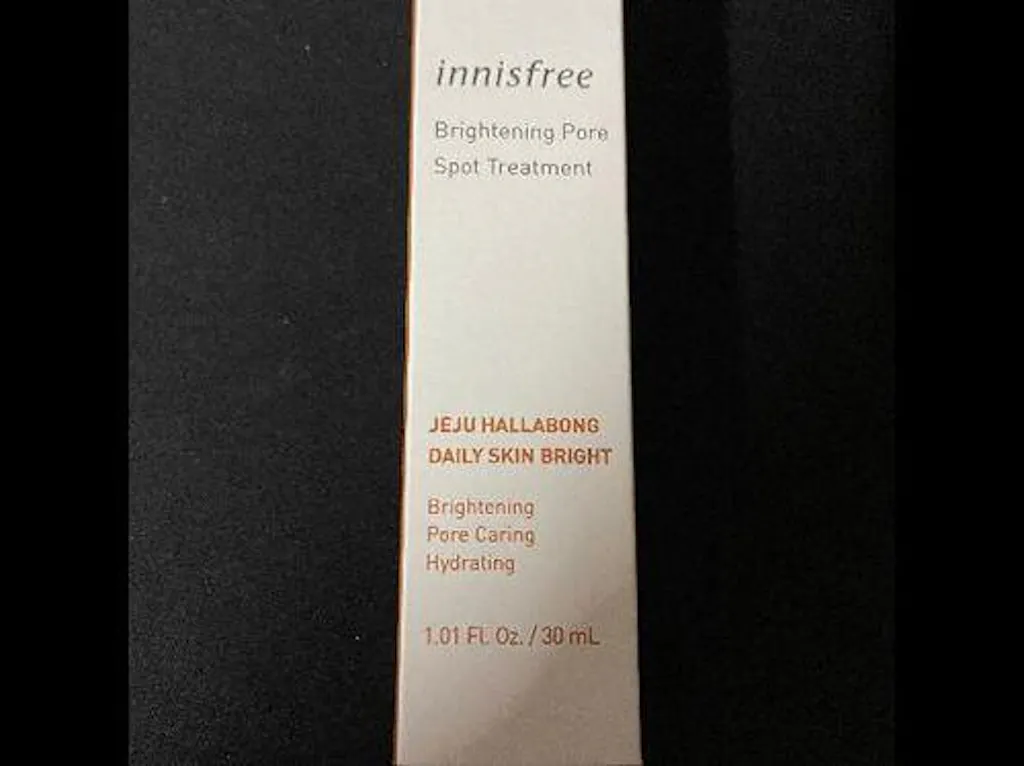 innisfree
Brightening Pore
Spot Treatment
JEJU HALLABONG
DAILY SKIN BRIGHT
Brightening
Pore Caring
Hydrating
1.01 Fl. Oz. / 30 mL